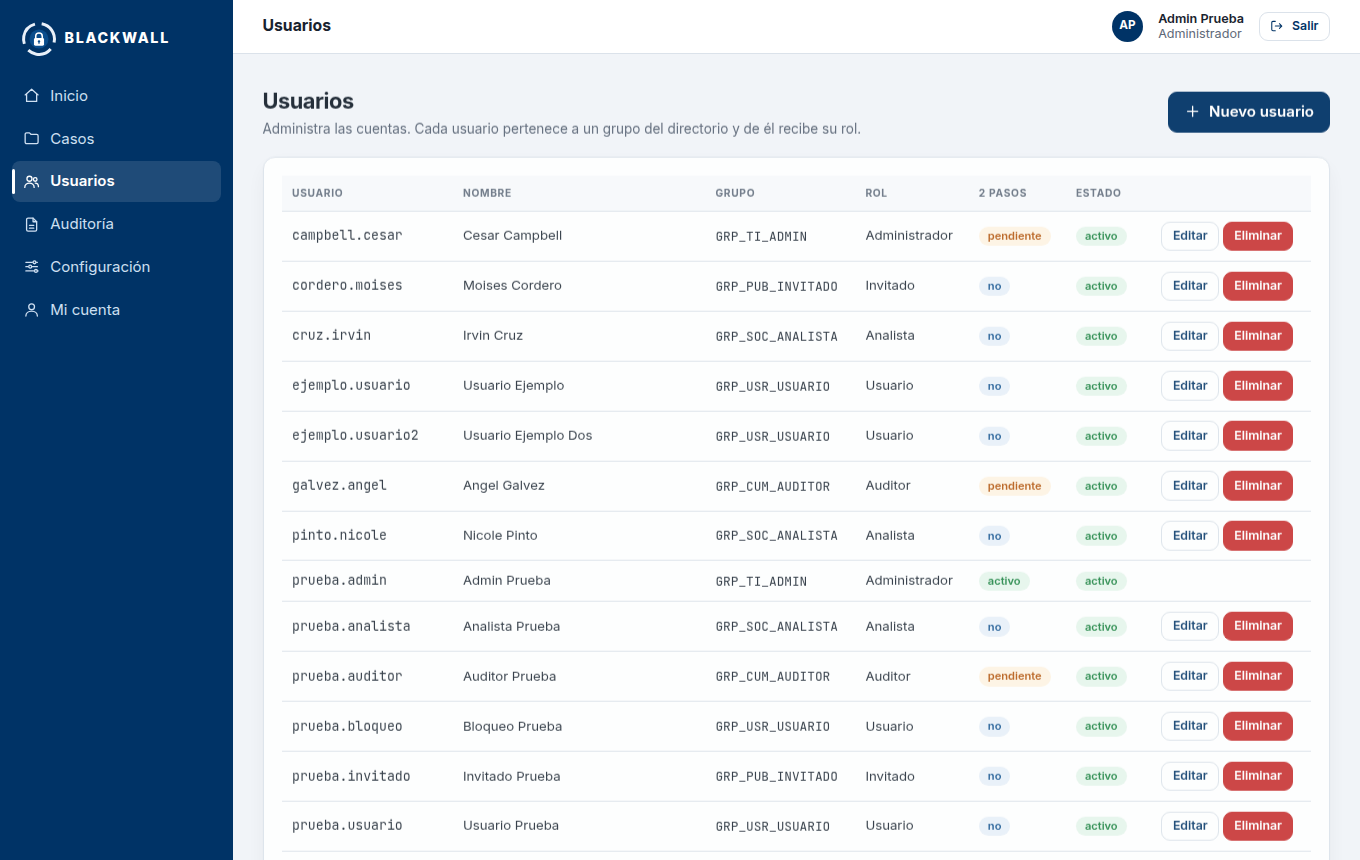 BLACKWALL
Inicio
Casos
Usuarios
Auditoría
Configuración
Mi cuenta
Usuarios
AP
Admin Prueba
Administrador
Salir
Usuarios
Administra las cuentas. Cada usuario pertenece a un grupo del directorio y de él recibe su rol.
+ Nuevo usuario
USUARIO NOMBRE GRUPO ROL 2 PASOS ESTADO
campbell.cesar Cesar Campbell GRP_TI_ADMIN Administrador pendiente activo Editar Eliminar
cordero.moises Moises Cordero GRP_PUB_INVITADO Invitado no activo Editar Eliminar
cruz.irvin Irvin Cruz GRP_SOC_ANALISTA Analista no activo Editar Eliminar
ejemplo.usuario Usuario Ejemplo GRP_USR_USUARIO Usuario no activo Editar Eliminar
ejemplo.usuario2 Usuario Ejemplo Dos GRP_USR_USUARIO Usuario no activo Editar Eliminar
galvez.angel Angel Galvez GRP_CUM_AUDITOR Auditor pendiente activo Editar Eliminar
pinto.nicole Nicole Pinto GRP_SOC_ANALISTA Analista no activo Editar Eliminar
prueba.admin Admin Prueba GRP_TI_ADMIN Administrador activo activo
prueba.analista Analista Prueba GRP_SOC_ANALISTA Analista no activo Editar Eliminar
prueba.auditor Auditor Prueba GRP_CUM_AUDITOR Auditor pendiente activo Editar Eliminar
prueba.bloqueo Bloqueo Prueba GRP_USR_USUARIO Usuario no activo Editar Eliminar
prueba.invitado Invitado Prueba GRP_PUB_INVITADO Invitado no activo Editar Eliminar
prueba.usuario Usuario Prueba GRP_USR_USUARIO Usuario no activo Editar Eliminar